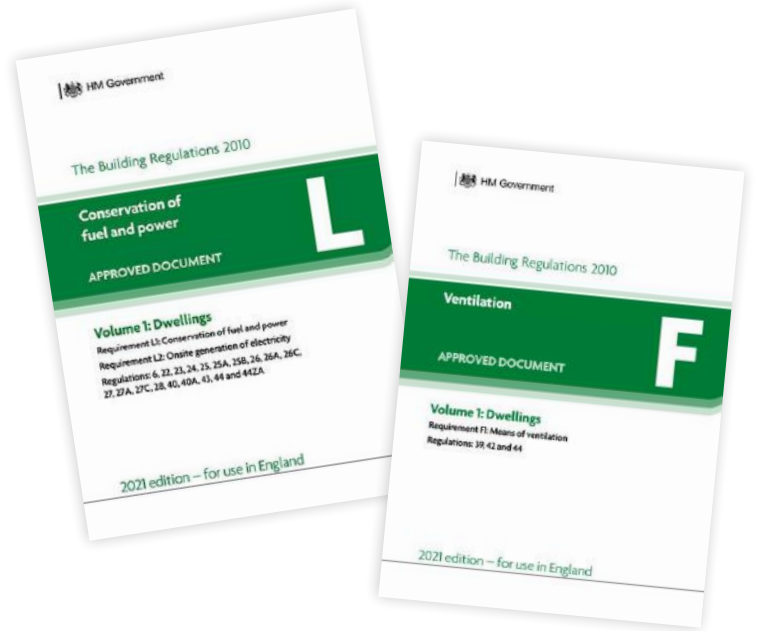 HM Government
The Building Regulations 2010
Conservation of
fuel and power
L
APPROVED DOCUMENT
Volume 1: Dwellings
Requirement L1: Conservation of fuel and power
Requirement L2: Onsite generation of electricity
Regulations: 6, 22, 23, 24, 25, 25A, 25B, 26, 26A, 26C,
27, 27A, 27C, 28, 40, 40A, 43, 44 and 44ZA
2021 edition – for use in England
HM Government
The Building Regulations 2010
Ventilation
F
APPROVED DOCUMENT
Volume 1: Dwellings
Requirement F1: Means of ventilation
Regulations: 39, 42 and 44
2021 edition – for use in England